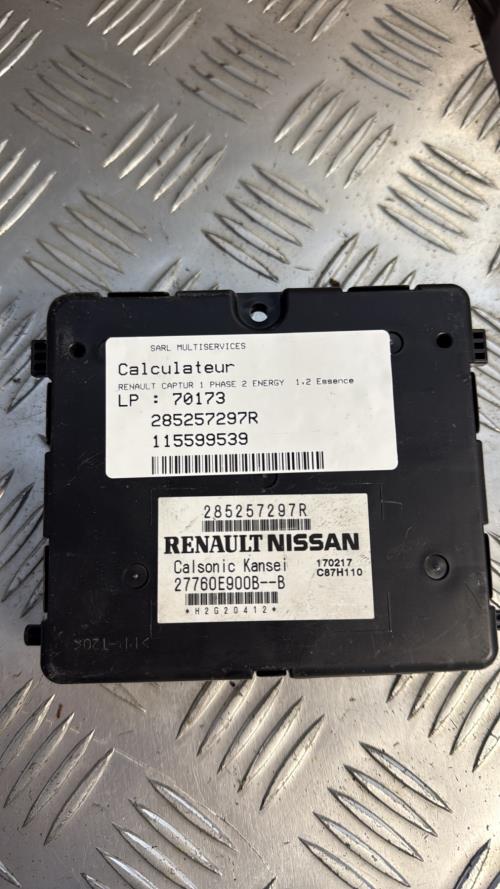 SARL MULTISERVICES
Calculateur
RENAULT CAPTUR 1 PHASE 2 ENERGY 1.2 Essence
LP : 70173
285257297R
115599539
285257297R
RENAULT NISSAN
Calsonic Kansei 170217
27760E900B--B C87H110
*H2G20412*